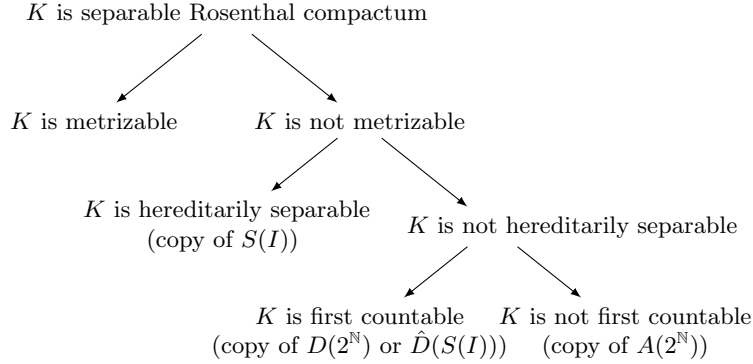 K is separable Rosenthal compactum
K is metrizable
K is not metrizable
K is hereditarily separable
(copy of S(I))
K is not hereditarily separable
K is first countable
(copy of D(2^ℕ) or D̂(S(I)))
K is not first countable
(copy of A(2^ℕ))